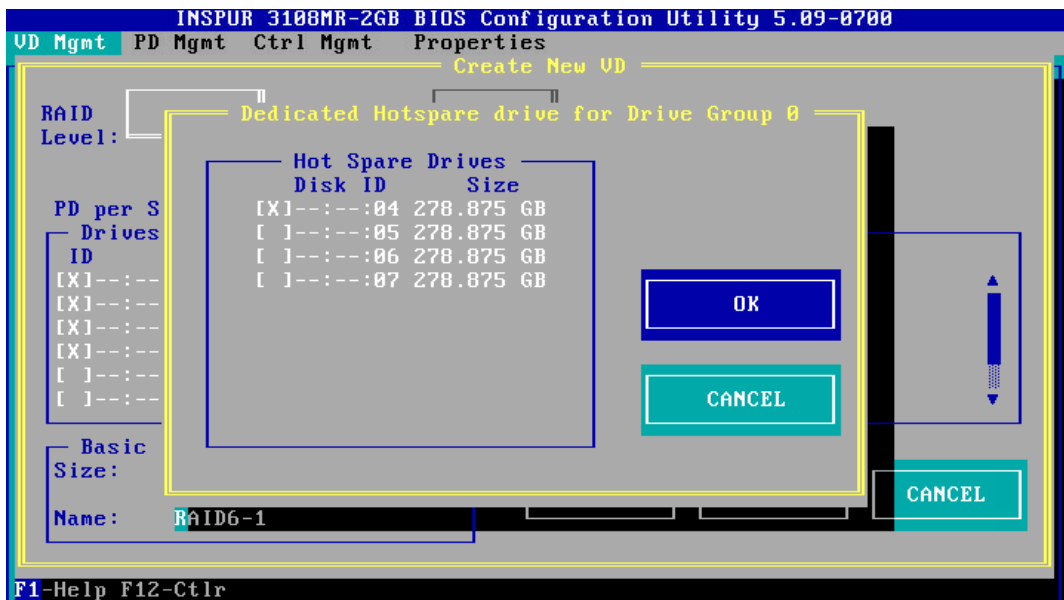 INSPUR 3108MR-2GB BIOS Configuration Utility 5.09-0700
VD Mgmt PD Mgmt Ctrl Mgmt Properties
Create New VD
RAID
Level:
Dedicated Hotspare drive for Drive Group 0
Hot Spare Drives
Disk ID Size
[X]--:--:04 278.875 GB
[ ]--:--:05 278.875 GB
[ ]--:--:06 278.875 GB
[ ]--:--:07 278.875 GB
OK
CANCEL
PD per S
Drives
ID
[X]--:--
[X]--:--
[X]--:--
[X]--:--
[ ]--:--
[ ]--:--
Basic
Size:
Name: RAID6-1
CANCEL
F1-Help F12-Ctlr